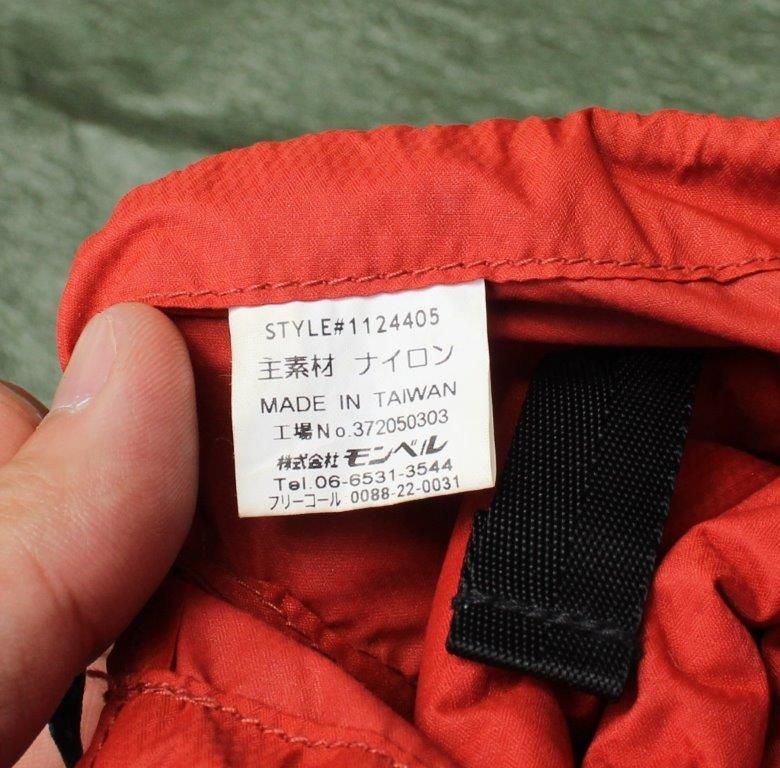 STYLE#1124405
主素材 ナイロン
MADE IN TAIWAN
工場No.372050303
株式会社 モンベル
Tel.06-6531-3544
フリーコール 0088-22-0031